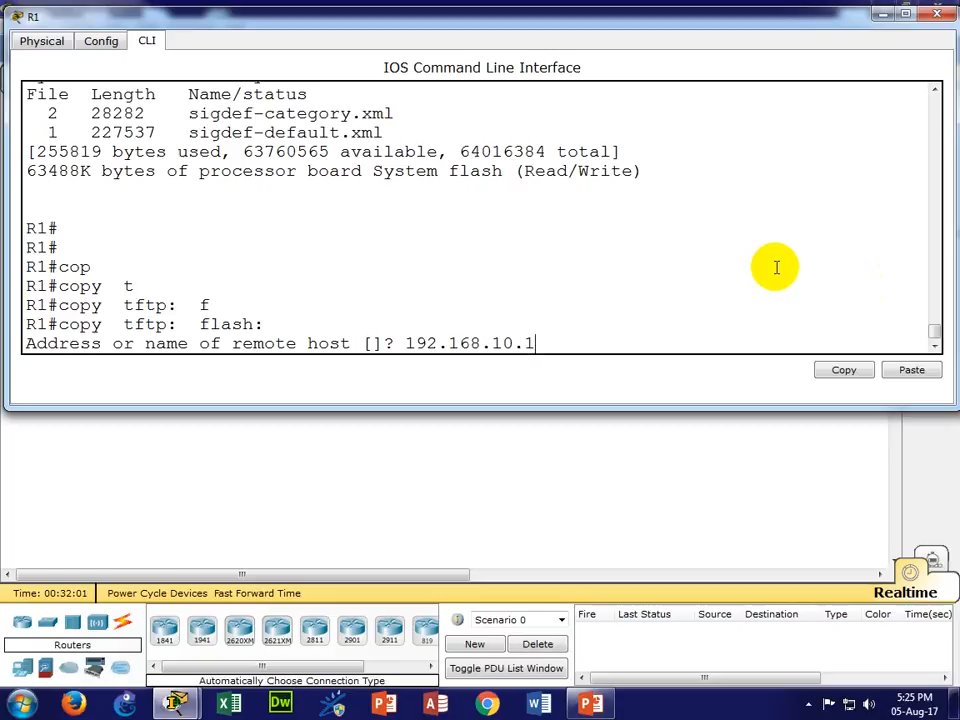 R1
Physical Config CLI
IOS Command Line Interface
File Length Name/status
2 28282 sigdef-category.xml
1 227537 sigdef-default.xml
[255819 bytes used, 63760565 available, 64016384 total]
63488K bytes of processor board System flash (Read/Write)
R1#
R1#
R1#cop
R1#copy t
R1#copy tftp: f
R1#copy tftp: flash:
Address or name of remote host []? 192.168.10.1
Copy Paste
Realtime
Time: 00:32:01 Power Cycle Devices Fast Forward Time
Scenario 0
Fire Last Status Source Destination Type Color Time(sec)
1841 1941 2620XM 2621XM 2811 2901 2911 819
Routers
New Delete
Toggle PDU List Window
Automatically Choose Connection Type
Dw
5:25 PM
05-Aug-17